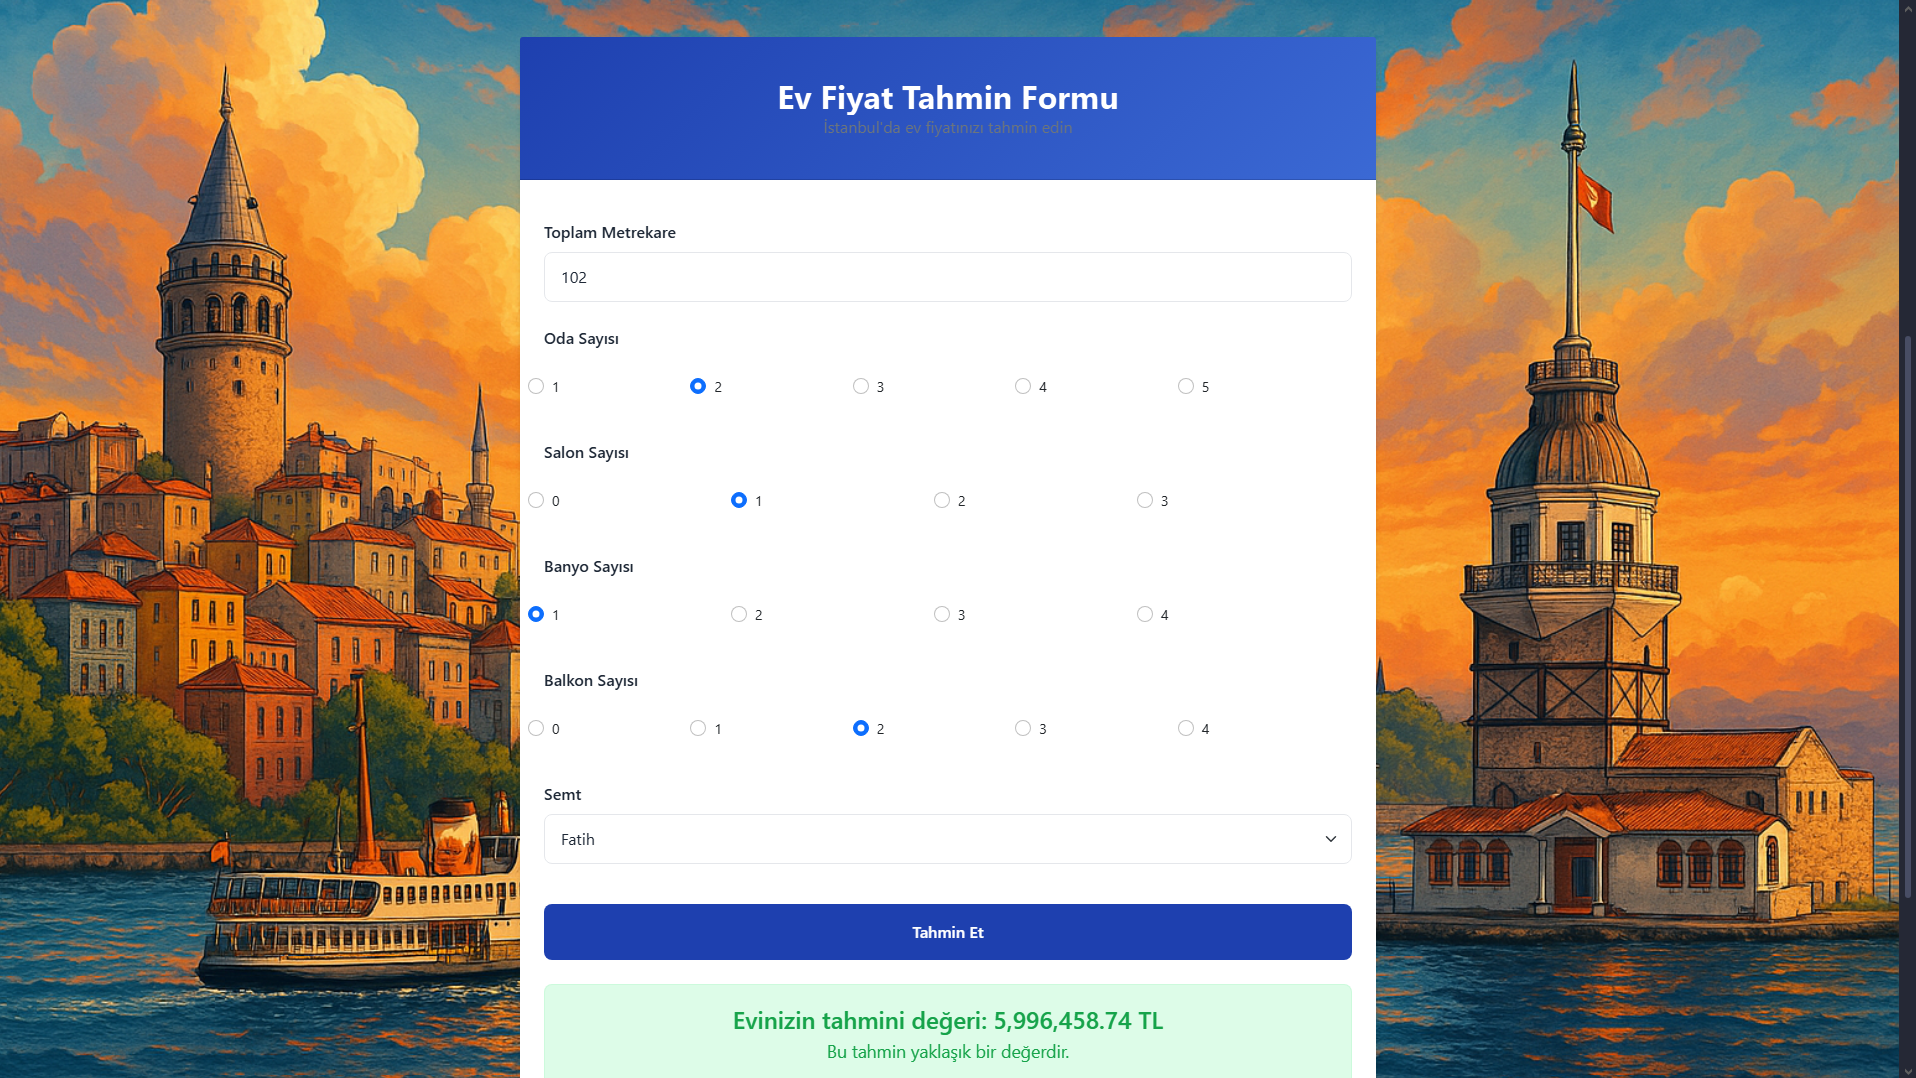 Ev Fiyat Tahmin Formu
İstanbul'da ev fiyatınızı tahmin edin
Toplam Metrekare
102
Oda Sayısı
1 2 3 4 5
Salon Sayısı
0 1 2 3
Banyo Sayısı
1 2 3 4
Balkon Sayısı
0 1 2 3 4
Semt
Fatih
Tahmin Et
Evinizin tahmini değeri: 5,996,458.74 TL
Bu tahmin yaklaşık bir değerdir.